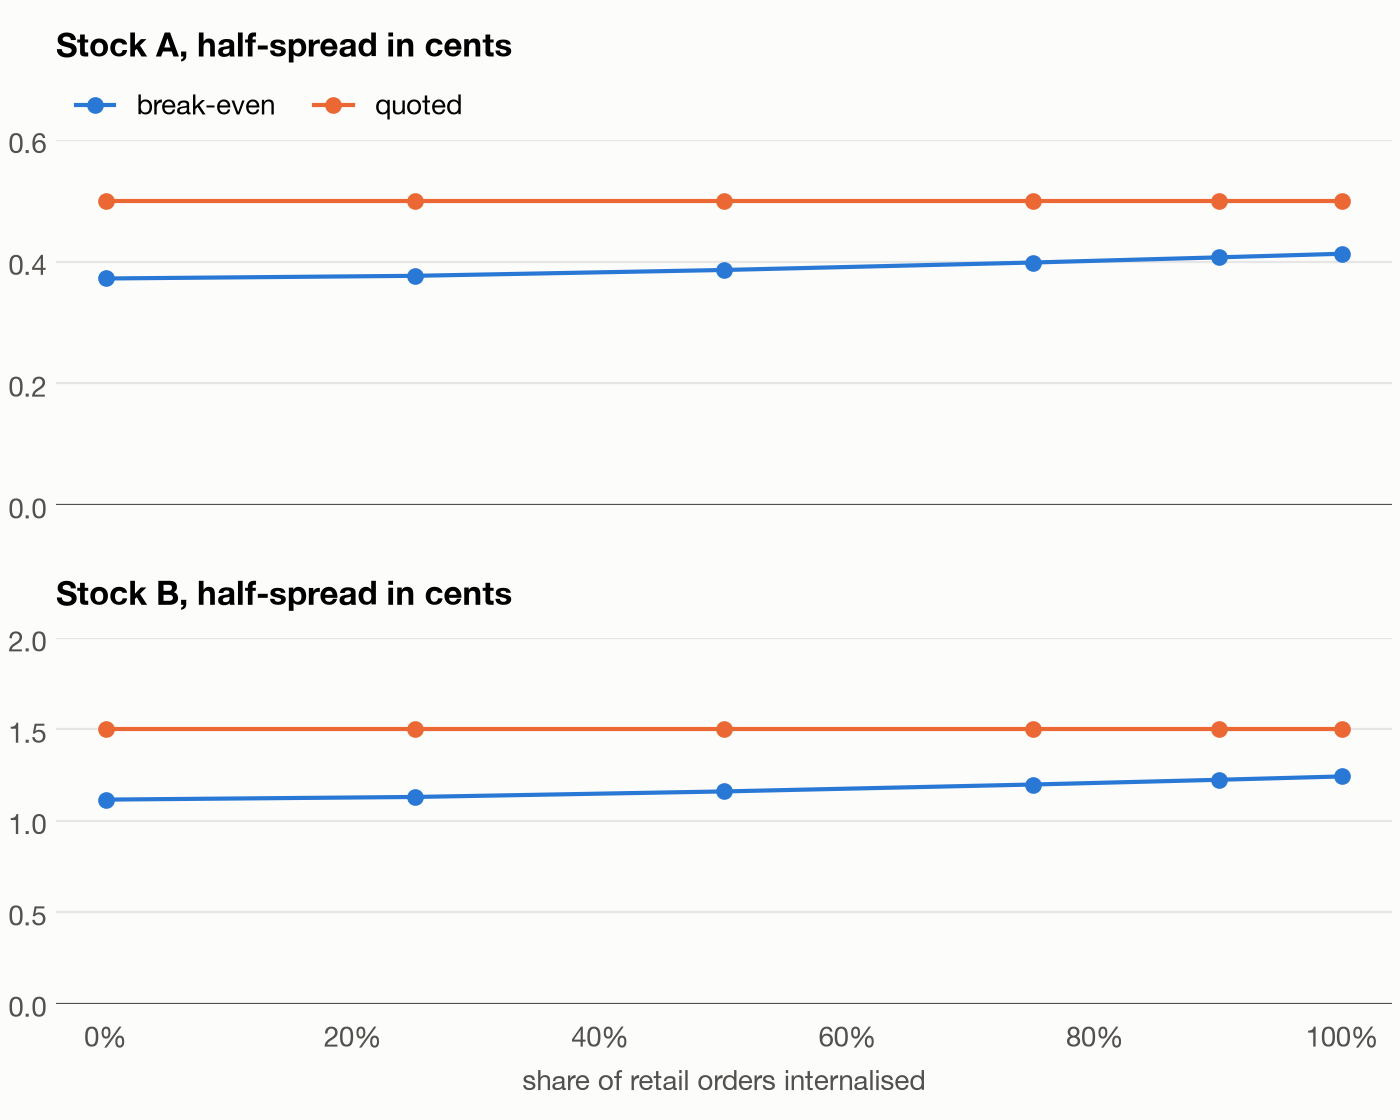 Stock A, half-spread in cents
break-even quoted
0.6
0.4
0.2
0.0
Stock B, half-spread in cents
2.0
1.5
1.0
0.5
0.0
0% 20% 40% 60% 80% 100%
share of retail orders internalised